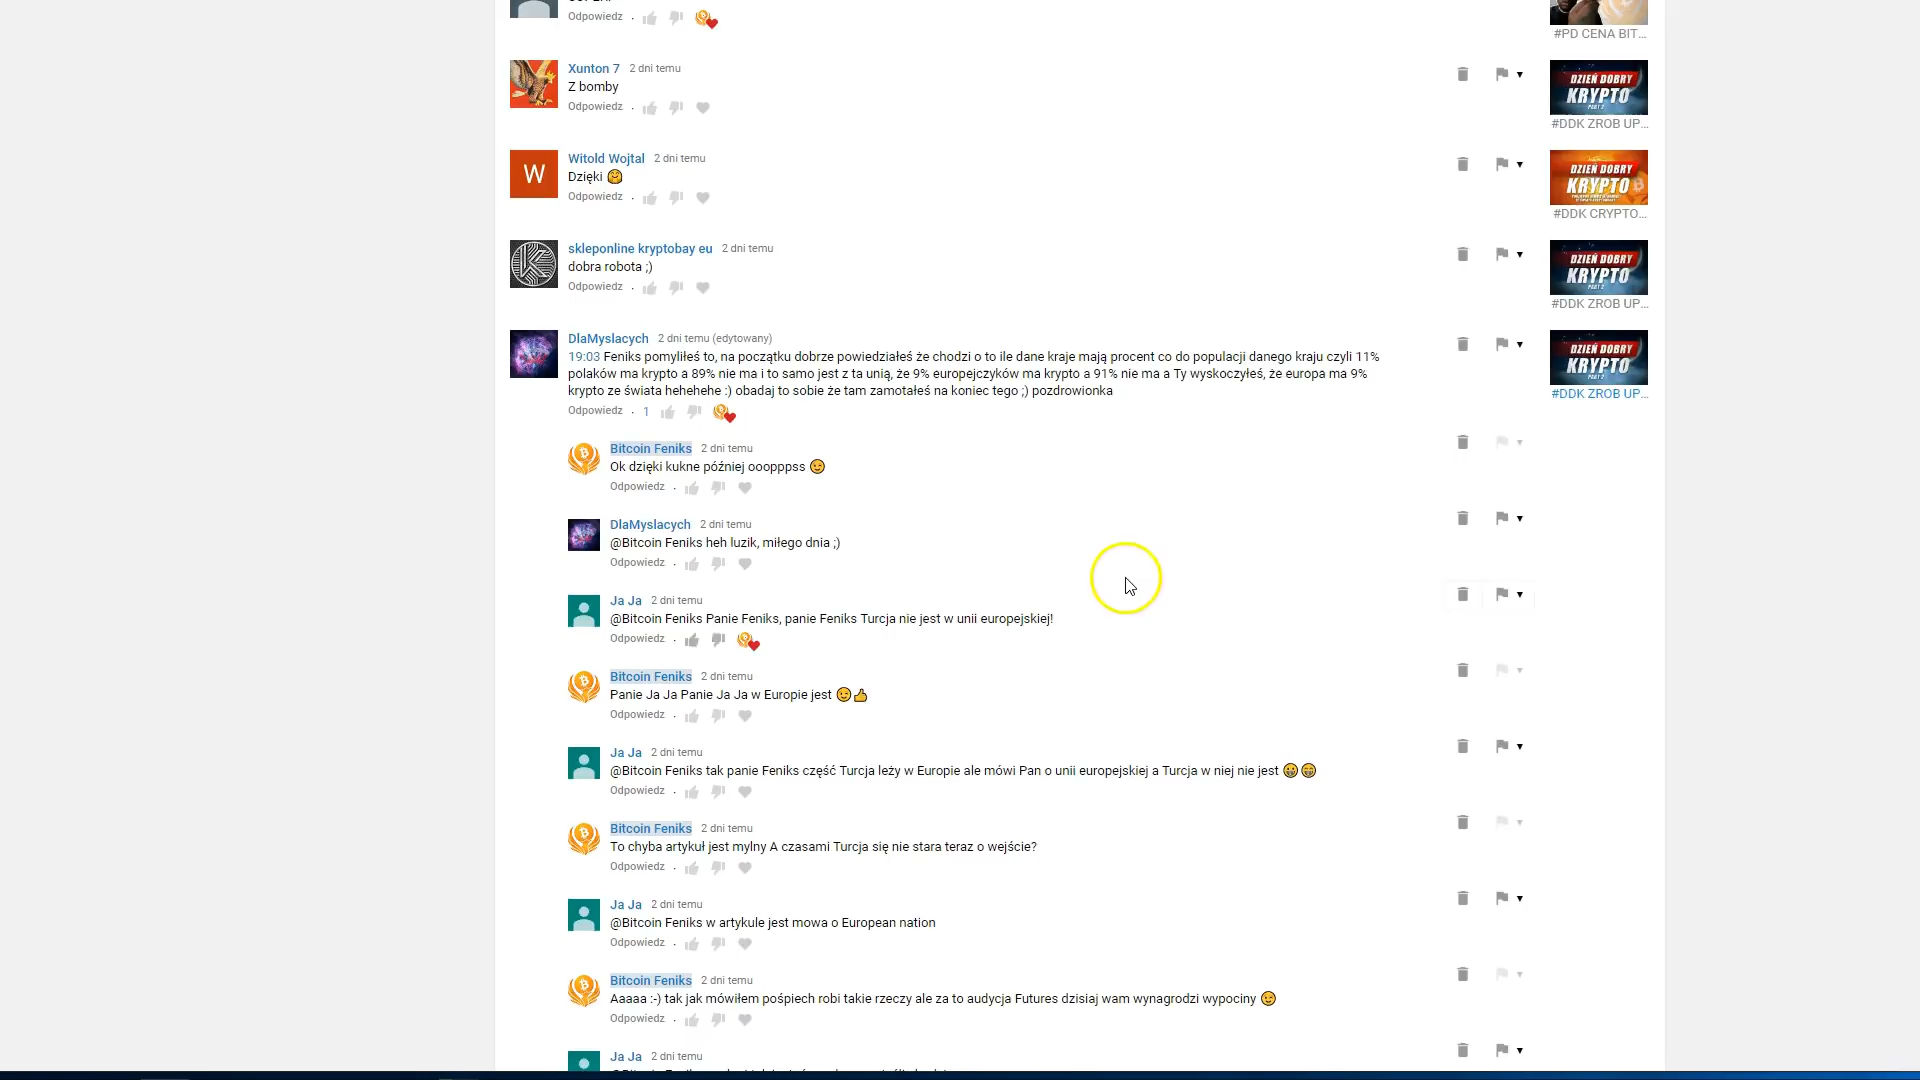 Odpowiedz .
#PD CENA BIT...
Xunton 7 2 dni temu
Z bomby
Odpowiedz .
DZIEŃ DOBRY
KRYPTO
PART 2
#DDK ZROB UP...
W
Witold Wojtal 2 dni temu
Dzięki 🤗
Odpowiedz .
DZIEŃ DOBRY
KRYPTO
#DDK CRYPTO...
skleponline kryptobay eu 2 dni temu
dobra robota ;)
Odpowiedz .
DZIEŃ DOBRY
KRYPTO
PART 2
#DDK ZROB UP...
DlaMyslacych 2 dni temu (edytowany)
19:03 Feniks pomyliłeś to, na początku dobrze powiedziałeś że chodzi o to ile dane kraje mają procent co do populacji danego kraju czyli 11%
polaków ma krypto a 89% nie ma i to samo jest z ta unią, że 9% europejczyków ma krypto a 91% nie ma a Ty wyskoczyłeś, że europa ma 9%
krypto ze świata hehehehe :) obadaj to sobie że tam zamotałeś na koniec tego ;) pozdrowionka
Odpowiedz . 1
DZIEŃ DOBRY
KRYPTO
PART 2
#DDK ZROB UP...
Bitcoin Feniks 2 dni temu
Ok dzięki kukne później ooopppss 😉
Odpowiedz .
DlaMyslacych 2 dni temu
@Bitcoin Feniks heh luzik, miłego dnia ;)
Odpowiedz .
Ja Ja 2 dni temu
@Bitcoin Feniks Panie Feniks, panie Feniks Turcja nie jest w unii europejskiej!
Odpowiedz .
Bitcoin Feniks 2 dni temu
Panie Ja Ja Panie Ja Ja w Europie jest 😉👍
Odpowiedz .
Ja Ja 2 dni temu
@Bitcoin Feniks tak panie Feniks część Turcja leży w Europie ale mówi Pan o unii europejskiej a Turcja w niej nie jest 😀😁
Odpowiedz .
Bitcoin Feniks 2 dni temu
To chyba artykuł jest mylny A czasami Turcja się nie stara teraz o wejście?
Odpowiedz .
Ja Ja 2 dni temu
@Bitcoin Feniks w artykule jest mowa o European nation
Odpowiedz .
Bitcoin Feniks 2 dni temu
Aaaaa :-) tak jak mówiłem pośpiech robi takie rzeczy ale za to audycja Futures dzisiaj wam wynagrodzi wypociny 😉
Odpowiedz .
Ja Ja 2 dni temu